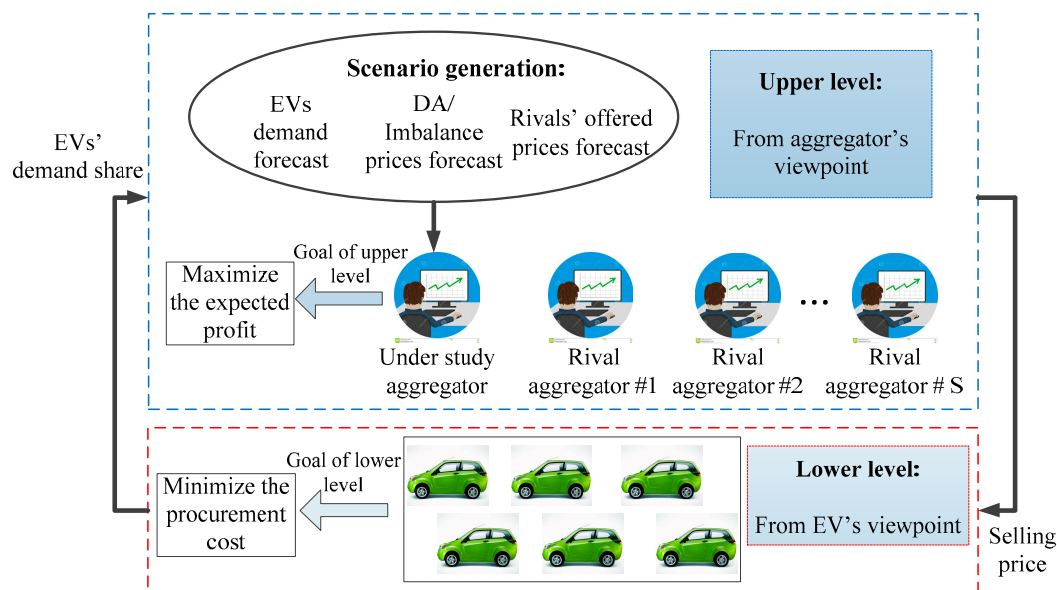 Scenario generation:
EVs
demand
forecast
DA/
Imbalance
prices forecast
Rivals' offered
prices forecast
Upper level:
From aggregator's
viewpoint
EVs'
demand share
Goal of upper
level
Maximize
the expected
profit
Under study
aggregator
Rival
aggregator #1
Rival
aggregator #2
...
Rival
aggregator # S
Goal of lower
level
Minimize the
procurement
cost
Lower level:
From EV's viewpoint
Selling
price